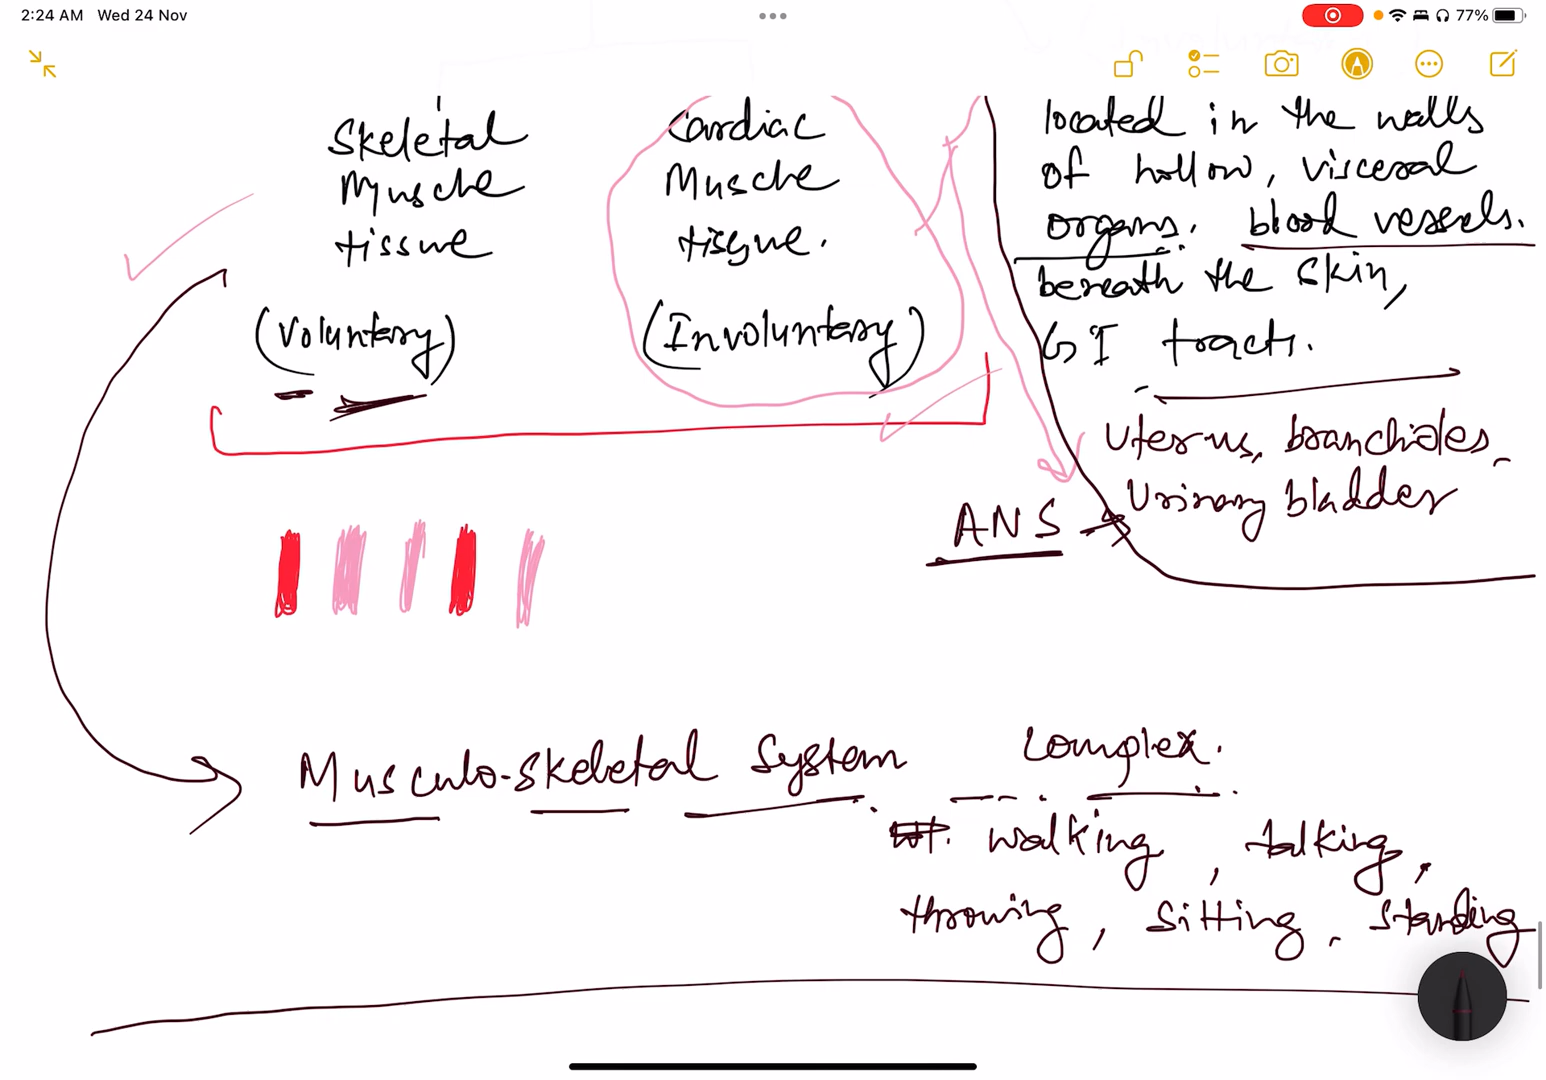 2:24 AM Wed 24 Nov
77%
Skeletal
Muscle
tissue
(Voluntary)
Cardiac
Muscle
tissue.
(Involuntary)
located in the walls
of hollow, visceral
organs. blood vessels.
beneath the skin,
GI tracts.
Uterus, branchioles,
Urinary bladder
ANS
Musculo-skeletal System complex.
walking, talking,
throwing, Sitting, Standing